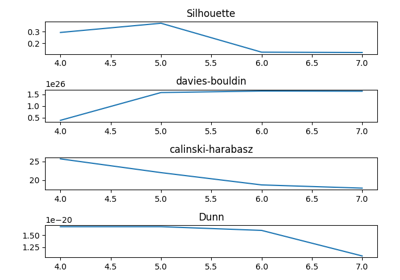 Silhouette
0.3
0.2
4.0 4.5 5.0 5.5 6.0 6.5 7.0
1e26
davies-bouldin
1.5
1.0
0.5
4.0 4.5 5.0 5.5 6.0 6.5 7.0
calinski-harabasz
25
20
4.0 4.5 5.0 5.5 6.0 6.5 7.0
1e−20
Dunn
1.50
1.25
4.0 4.5 5.0 5.5 6.0 6.5 7.0